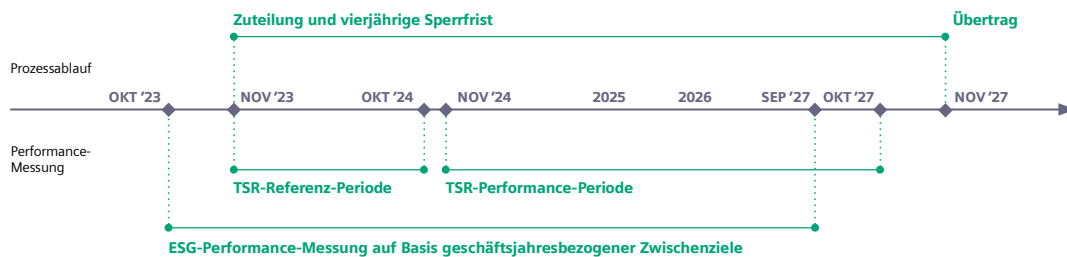 Zuteilung und vierjährige Sperrfrist
Übertrag
Prozessablauf
OKT ’23
NOV ’23
OKT ’24
NOV ’24
2025
2026
SEP ’27
OKT ’27
NOV ’27
Performance-
Messung
TSR-Referenz-Periode
TSR-Performance-Periode
ESG-Performance-Messung auf Basis geschäftsjahresbezogener Zwischenziele